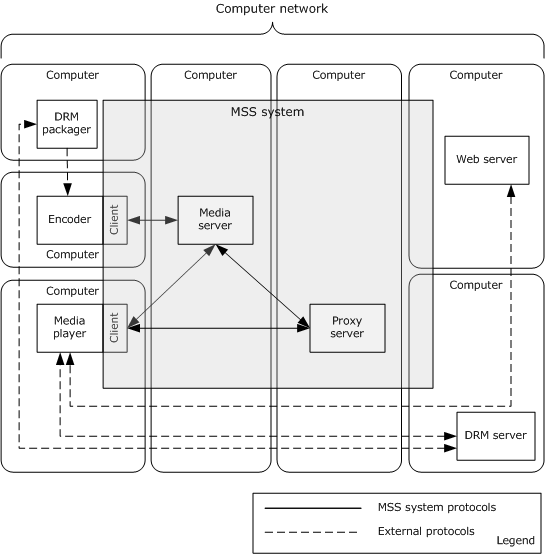 Computer network
Computer
Computer
Computer
Computer
DRM
packager
MSS system
Web server
Encoder
Client
Media
server
Computer
Computer
Media
player
Client
Proxy
server
Computer
DRM server
MSS system protocols
External protocols
Legend